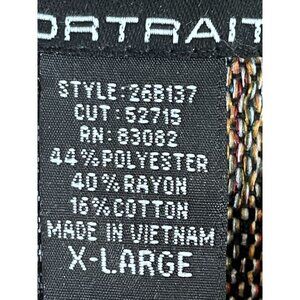 ORTRAIT
STYLE:26B137
CUT:52715
RN:83082
44%POLYESTER
40%RAYON
16%COTTON
MADE IN VIETNAM
X-LARGE